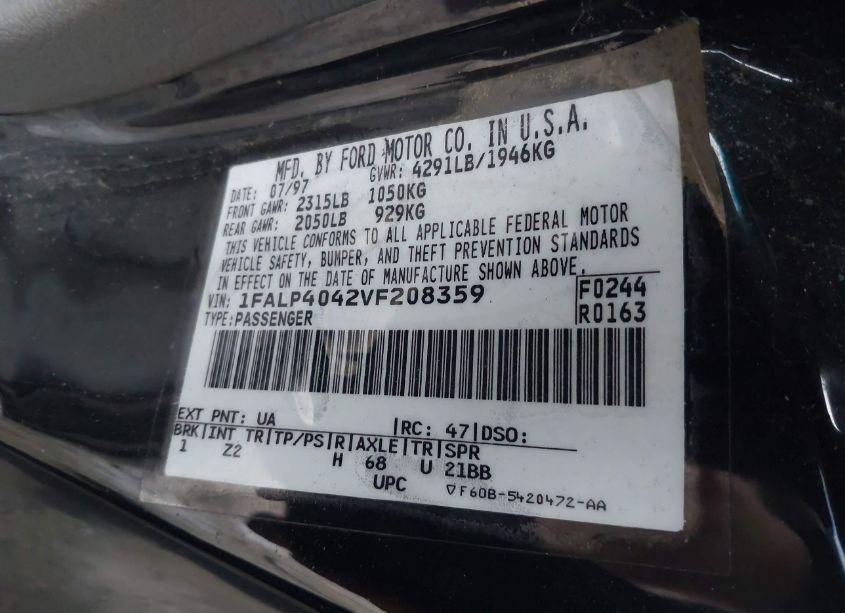 MFD. BY FORD MOTOR CO. IN U.S.A.
DATE: 07/97 GVWR: 4291LB/1946KG
FRONT GAWR: 2315LB 1050KG
REAR GAWR: 2050LB 929KG
THIS VEHICLE CONFORMS TO ALL APPLICABLE FEDERAL MOTOR
VEHICLE SAFETY, BUMPER, AND THEFT PREVENTION STANDARDS
IN EFFECT ON THE DATE OF MANUFACTURE SHOWN ABOVE.
VIN: 1FALP4042VF208359 F0244
TYPE: PASSENGER R0163
EXT PNT: UA RC: 47 DSO:
BRK INT TR TP/PS R AXLE TR SPR
1 Z2 H 68 U 21BB
UPC ▽F60B-5420472-AA